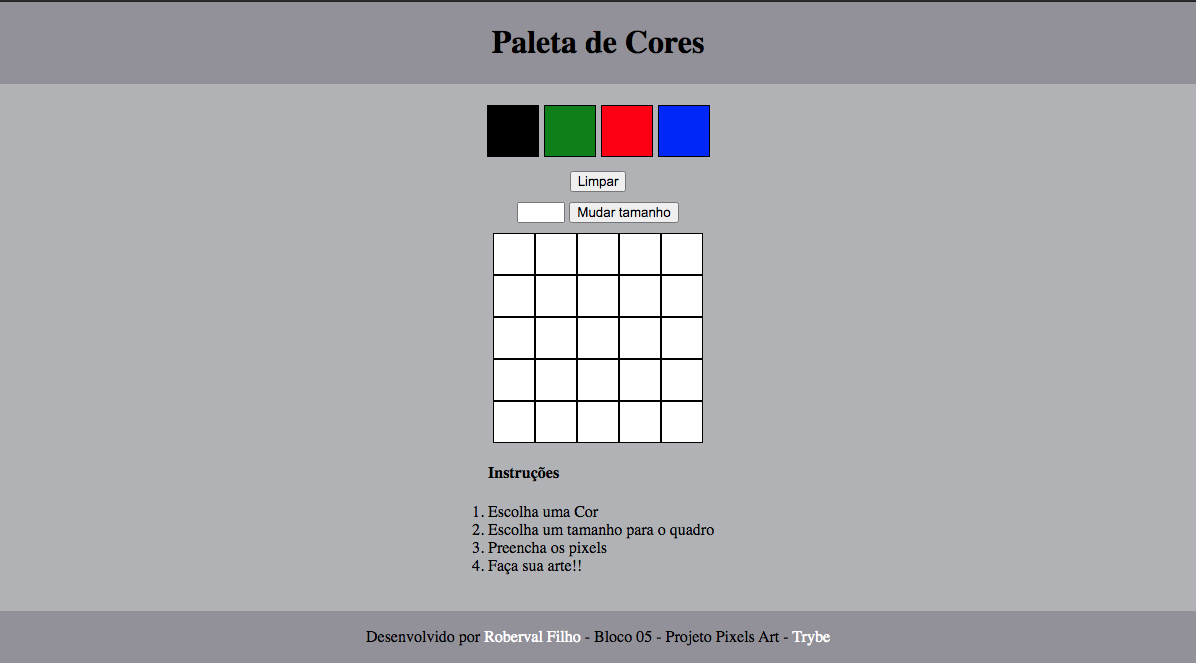 Paleta de Cores
Limpar
Mudar tamanho
Instruções
1. Escolha uma Cor
2. Escolha um tamanho para o quadro
3. Preencha os pixels
4. Faça sua arte!!
Desenvolvido por Roberval Filho - Bloco 05 - Projeto Pixels Art - Trybe